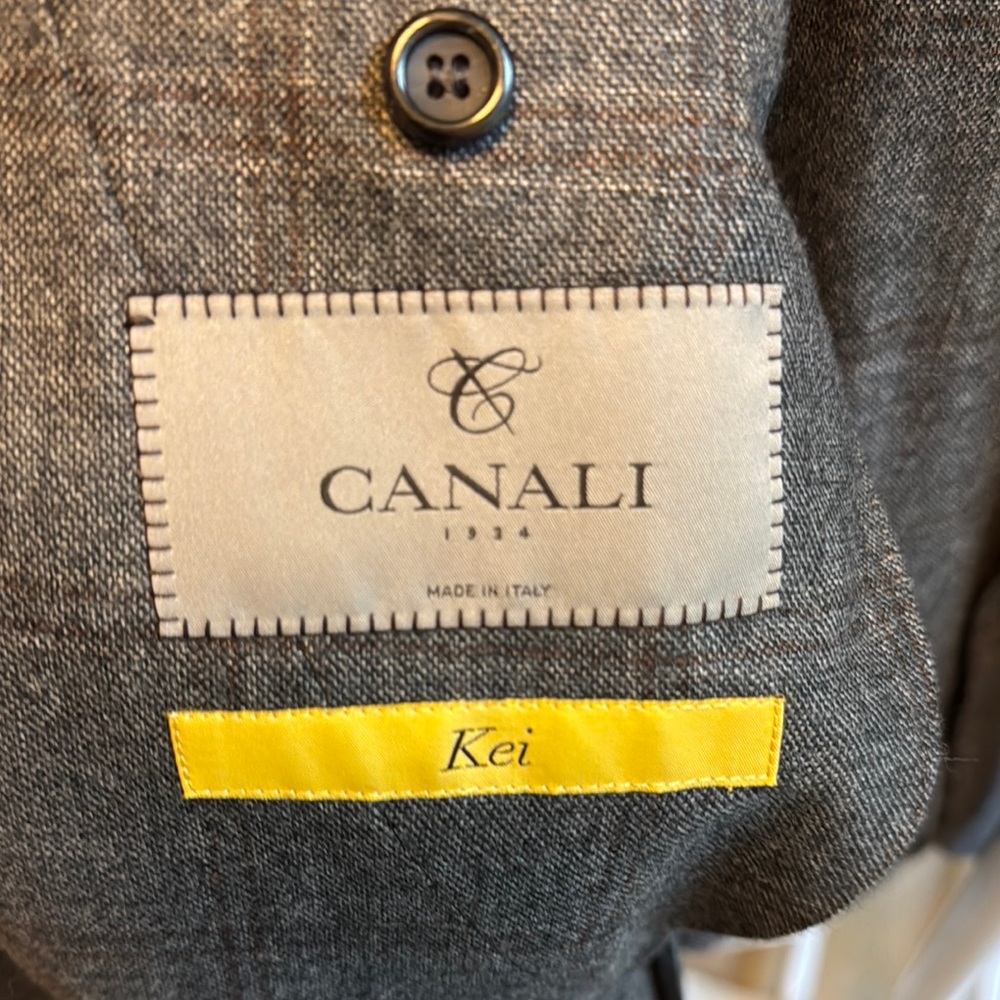 CANALI
1934
MADE IN ITALY
Kei